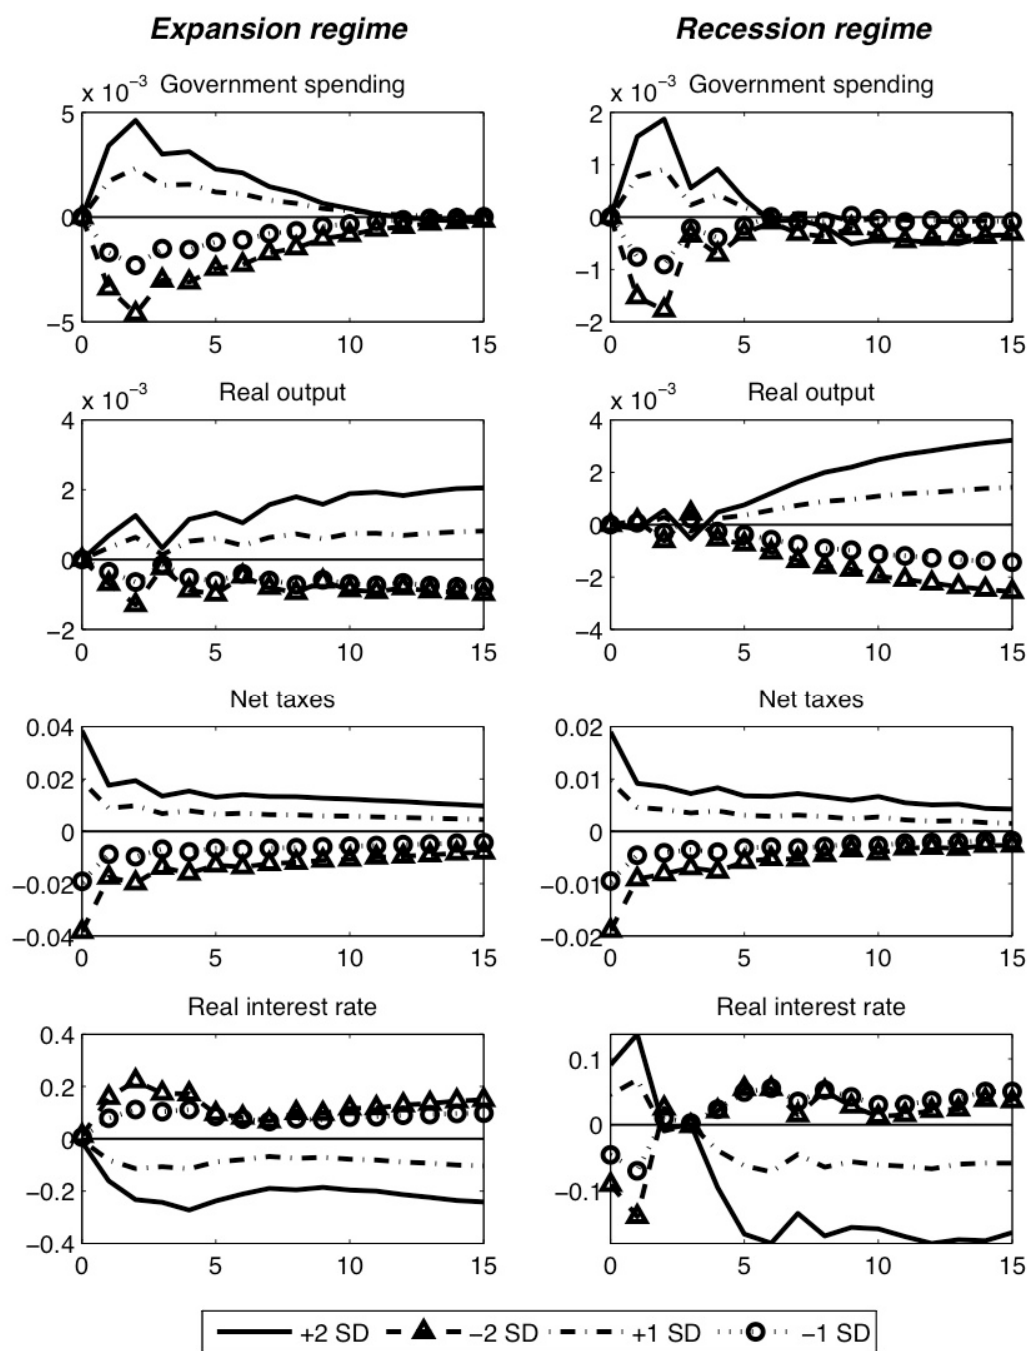 Expansion regime
Recession regime
x 10⁻³ Government spending
x 10⁻³ Government spending
5
0
−5
0 5 10 15
2
1
0
−1
−2
0 5 10 15
x 10⁻³ Real output
x 10⁻³ Real output
4
2
0
−2
0 5 10 15
4
2
0
−2
−4
0 5 10 15
Net taxes
Net taxes
0.04
0.02
0
−0.02
−0.04
0 5 10 15
0.02
0.01
0
−0.01
−0.02
0 5 10 15
Real interest rate
Real interest rate
0.4
0.2
0
−0.2
−0.4
0 5 10 15
0.1
0
−0.1
0 5 10 15
+2 SD −2 SD +1 SD −1 SD